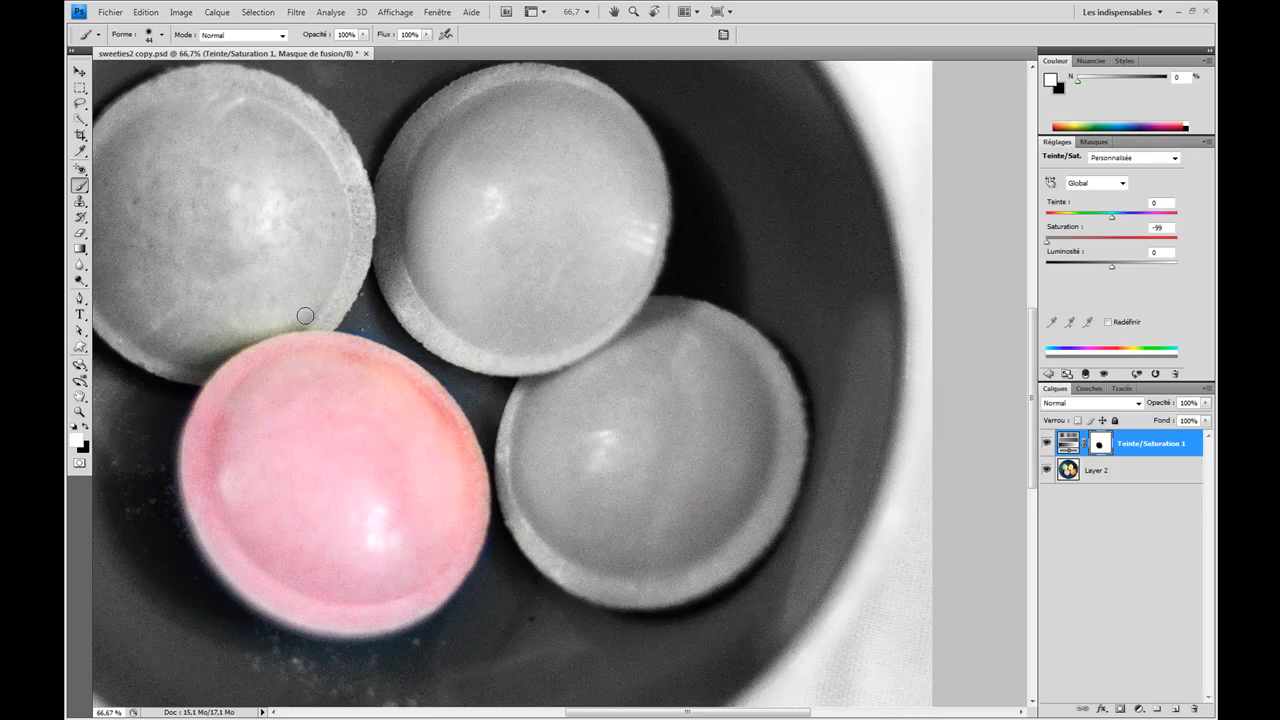 Ps Fichier Edition Image Calque Sélection Filtre Analyse 3D Affichage Fenêtre Aide Br 66,7 Les indispensables
Forme : 44 Mode : Normal Opacité : 100% Flux : 100%
sweeties2 copy.psd @ 66,7% (Teinte/Saturation 1, Masque de fusion/8) * x
Couleur Nuancier Styles
N 0 %
Réglages Masques
Teinte/Sat. Personnalisée
Global
Teinte : 0
Saturation : -99
Luminosité : 0
Redéfinir
Calques Couches Tracés
Normal Opacité : 100%
Verrou : Fond : 100%
Teinte/Saturation 1
Layer 2
66.67 % Doc : 15,1 Mo/17,1 Mo